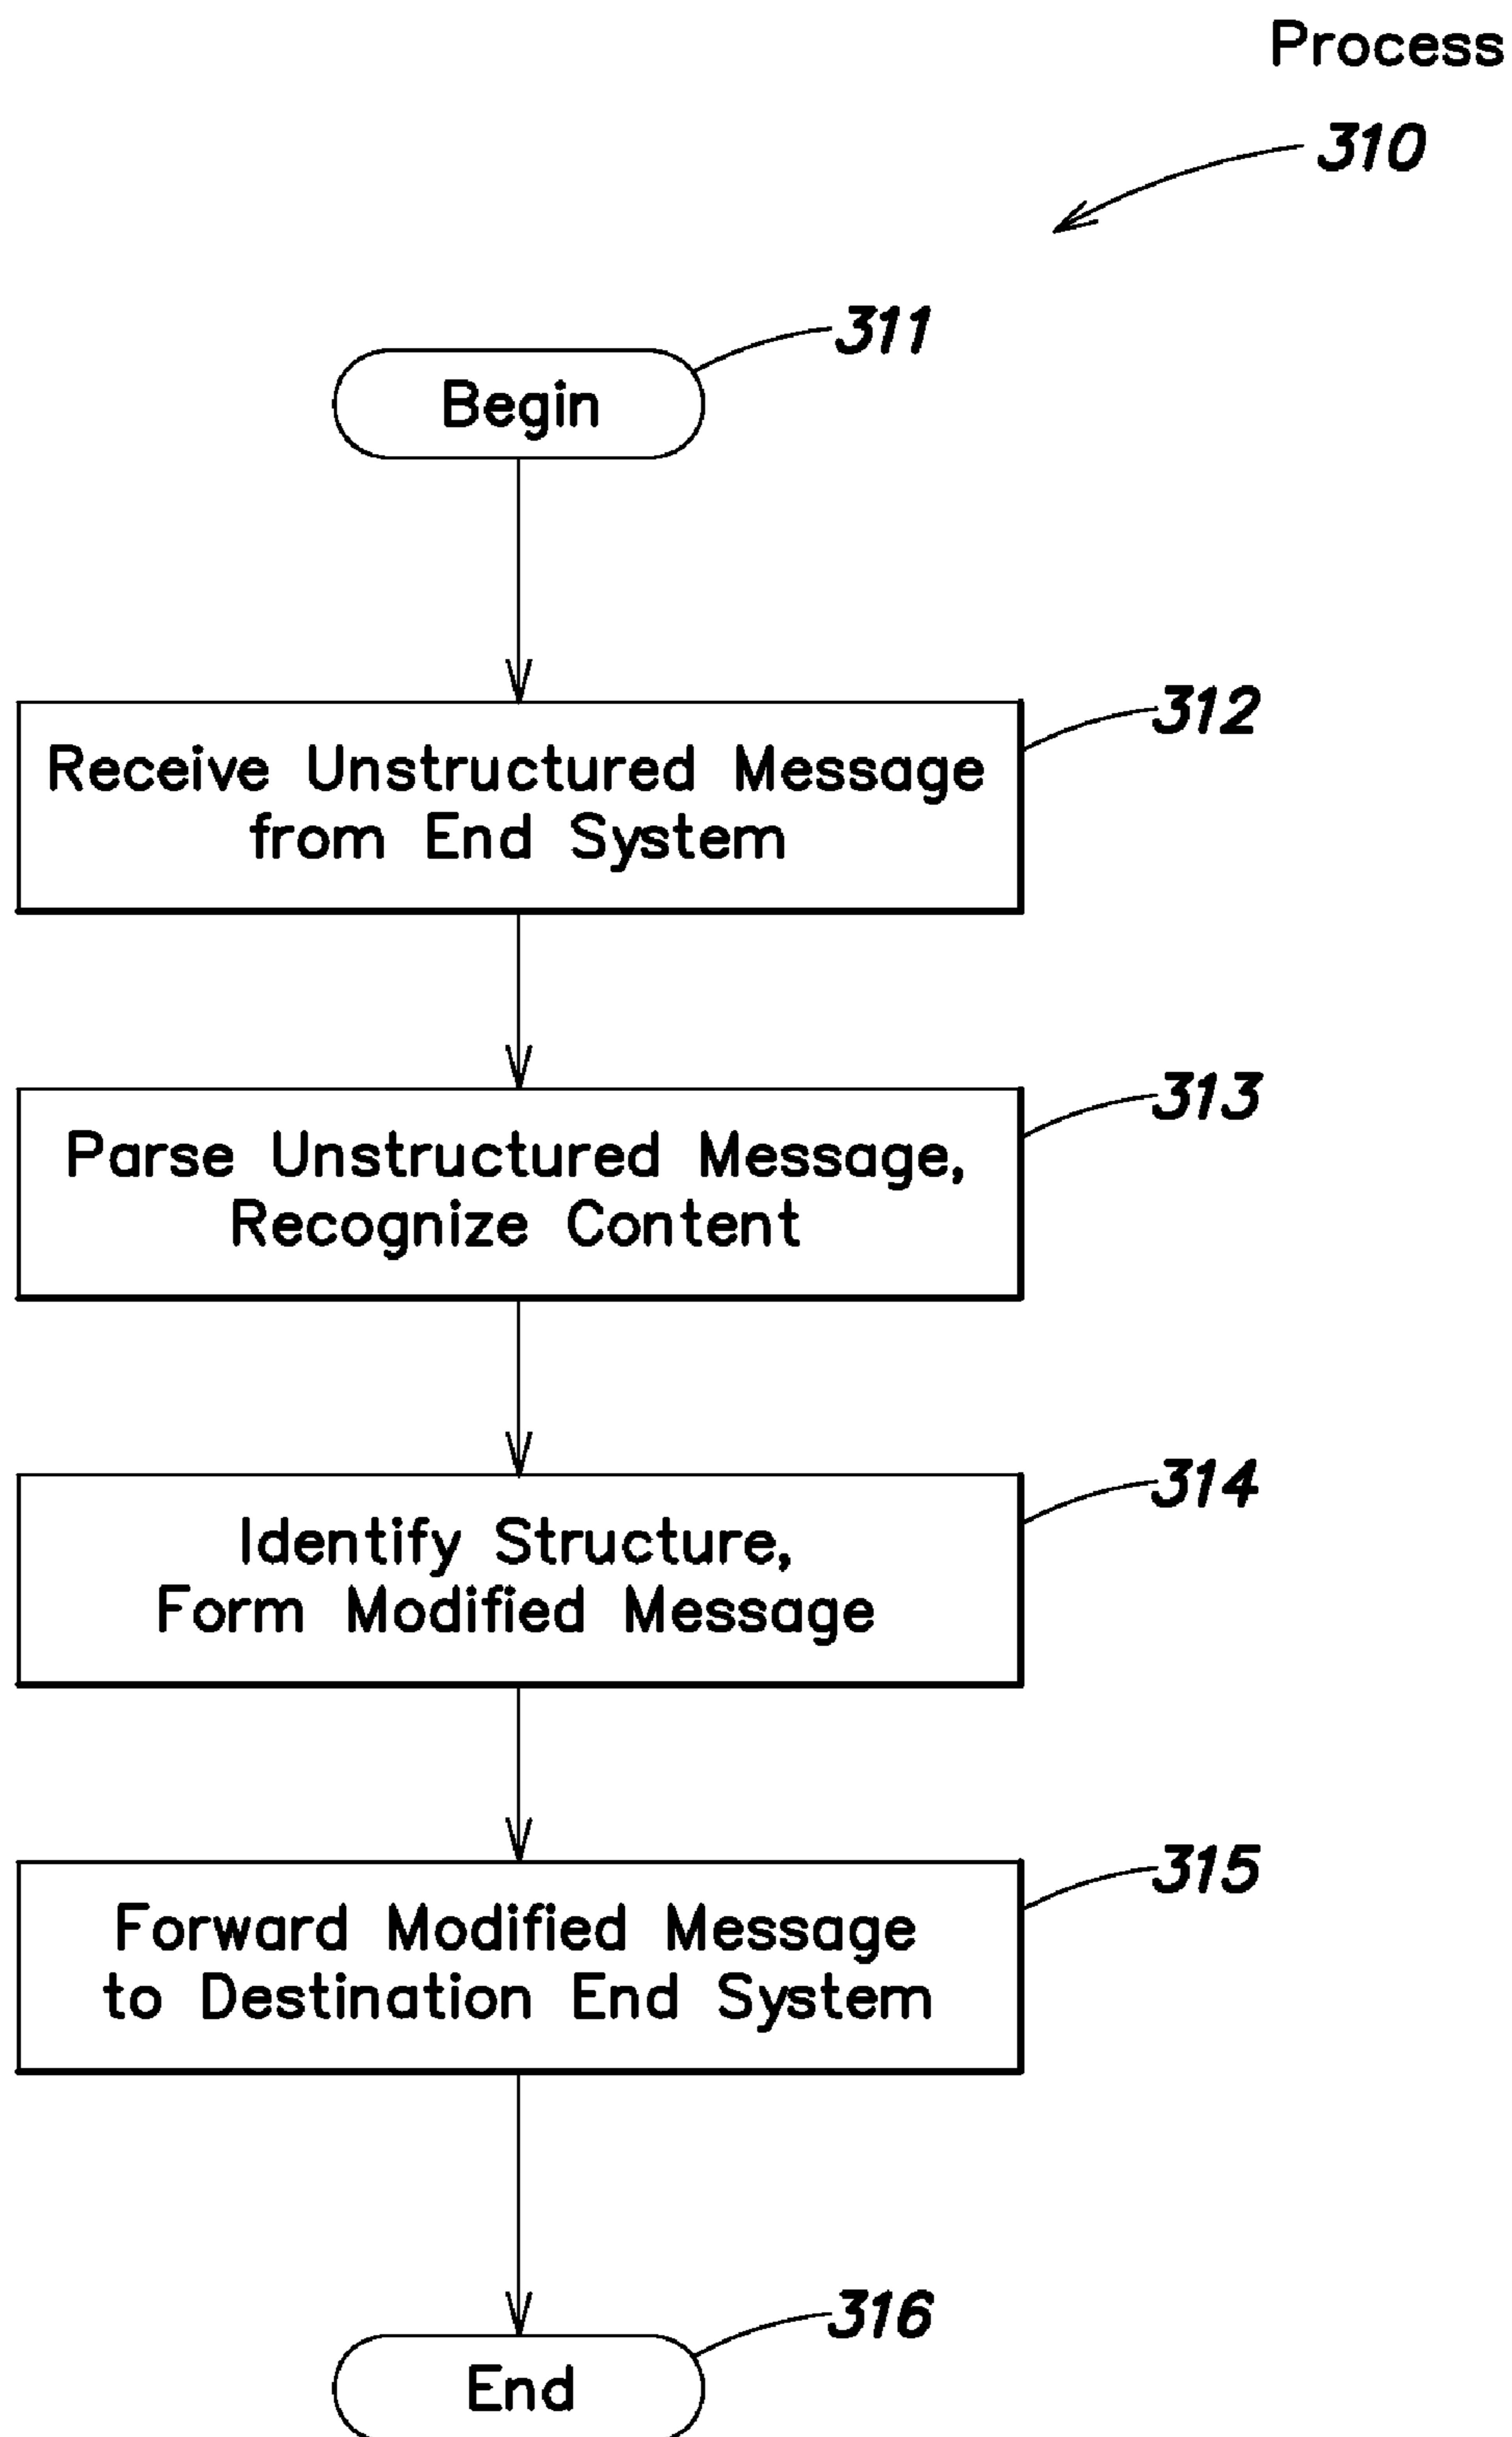 Process
310
311
Begin
312
Receive Unstructured Message
from End System
313
Parse Unstructured Message,
Recognize Content
314
Identify Structure,
Form Modified Message
315
Forward Modified Message
to Destination End System
316
End